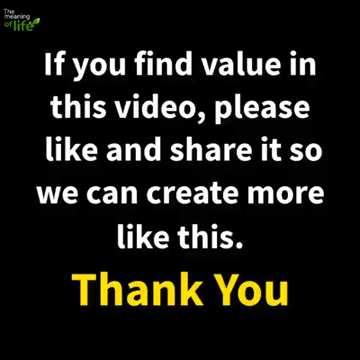 The
meaning
of life
If you find value in
this video, please
like and share it so
we can create more
like this.
Thank You